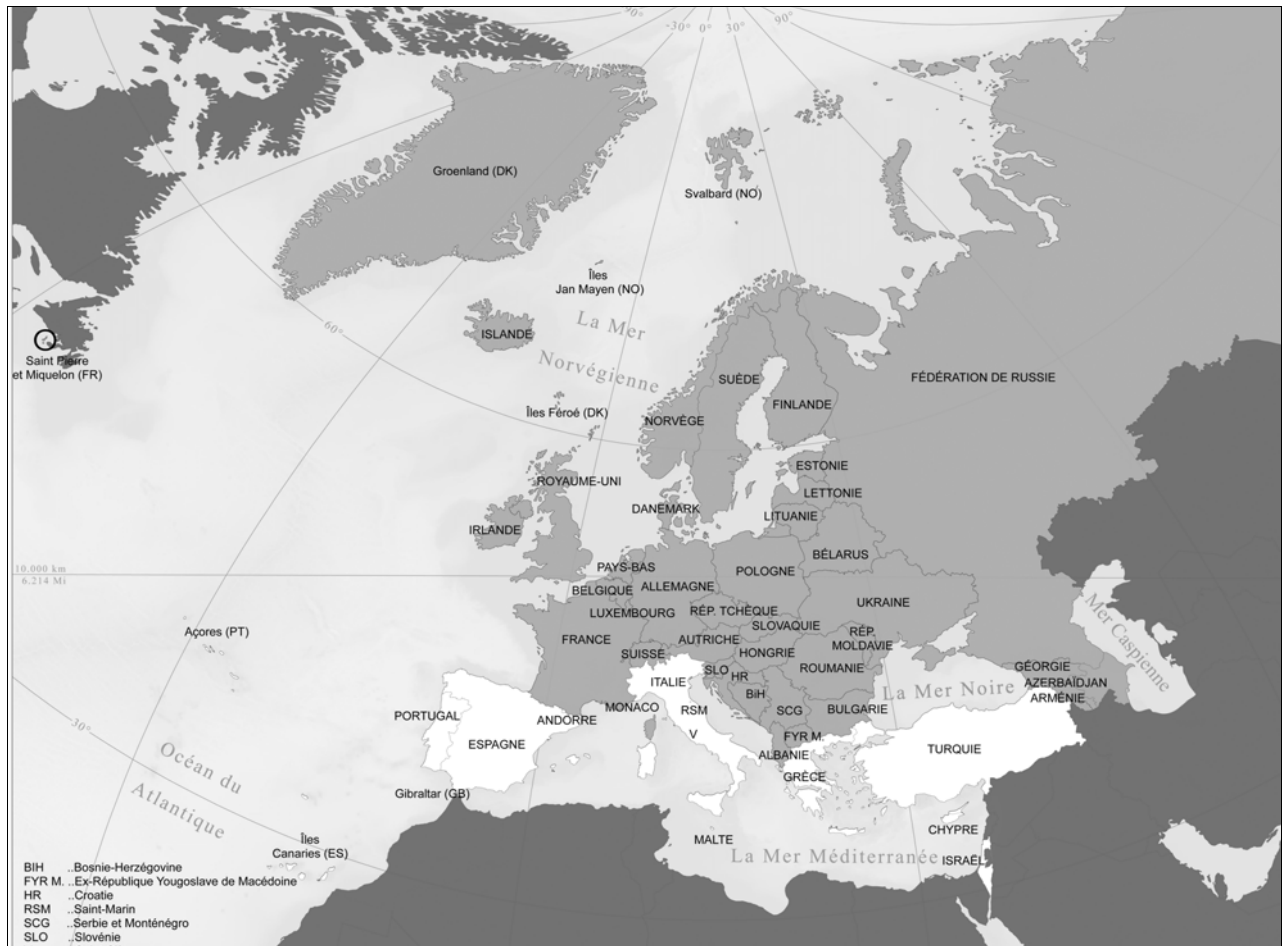 -90°
-30°
0°
30°
90°
Groenland (DK)
Svalbard (NO)
Îles
Jan Mayen (NO)
La Mer
Norvégienne
ISLANDE
60°
Saint Pierre
et Miquelon (FR)
Îles Féroé (DK)
SUÈDE
FINLANDE
NORVÈGE
FÉDÉRATION DE RUSSIE
ESTONIE
LETTONIE
LITUANIE
ROYAUME-UNI
DANEMARK
IRLANDE
BÉLARUS
10,000 km
6,214 Mi
PAYS-BAS
POLOGNE
BELGIQUE
ALLEMAGNE
LUXEMBOURG
RÉP. TCHÈQUE
UKRAINE
SLOVAQUIE
Açores (PT)
FRANCE
AUTRICHE
RÉP.
MOLDAVIE
SUISSE
HONGRIE
ROUMANIE
Mer Caspienne
ITALIE
SLO
HR
BiH
GÉORGIE
AZERBAÏDJAN
ARMÉNIE
La Mer Noire
MONACO
RSM
SCG
BULGARIE
PORTUGAL
ANDORRE
ESPAGNE
V
FYR M.
ALBANIE
TURQUIE
GRÈCE
30°
Océan du
Atlantique
Gibraltar (GB)
CHYPRE
MALTE
La Mer Méditerranée
ISRAËL
Îles
Canaries (ES)
BIH ..Bosnie-Herzégovine
FYR M. ..Ex-République Yougoslave de Macédoine
HR ..Croatie
RSM ..Saint-Marin
SCG ..Serbie et Monténégro
SLO ..Slovénie